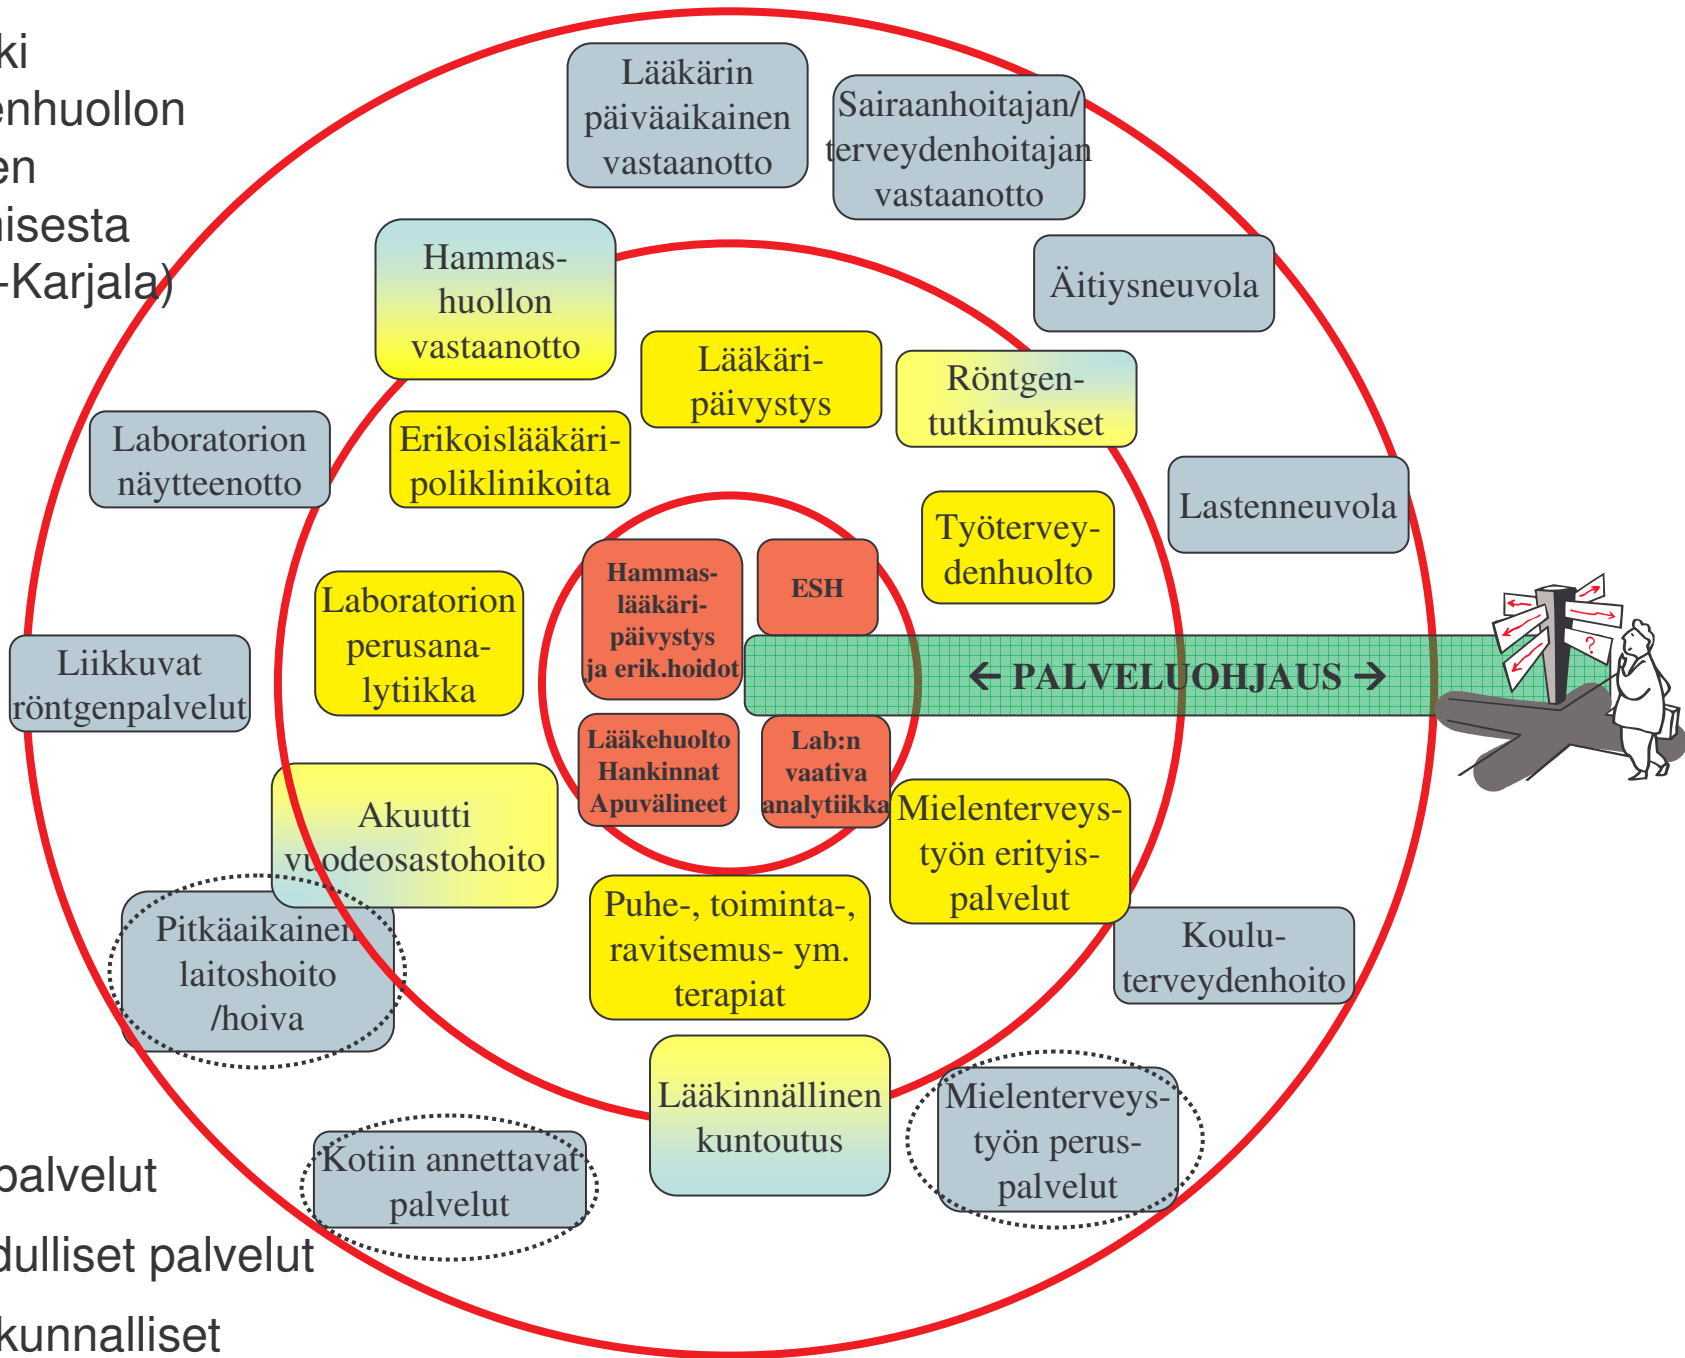 ki
enhuollon
en
nisesta
-Karjala)
Lääkärin
päiväaikainen
vastaanotto
Sairaanhoitajan/
terveydenhoitajan
vastaanotto
Hammas-
huollon
vastaanotto
Äitiysneuvola
Lääkäri-
päivystys
Röntgen-
tutkimukset
Laboratorion
näytteenotto
Erikoislääkäri-
poliklinikoita
Lastenneuvola
Työtervey-
denhuolto
Hammas-
lääkäri-
päivystys
ja erik.hoidot
ESH
Laboratorion
perusana-
lytiikka
Liikkuvat
röntgenpalvelut
← PALVELUOHJAUS →
?
Lääkehuolto
Hankinnat
Apuvälineet
Lab:n
vaativa
analytiikka
Akuutti
vuodeosastohoito
Mielenterveys-
työn erityis-
palvelut
Pitkäaikainen
laitoshoito
/hoiva
Puhe-, toiminta-,
ravitsemus- ym.
terapiat
Koulu-
terveydenhoito
Lääkinnällinen
kuntoutus
Mielenterveys-
työn perus-
palvelut
Kotiin annettavat
palvelut
palvelut
dulliset palvelut
kunnalliset